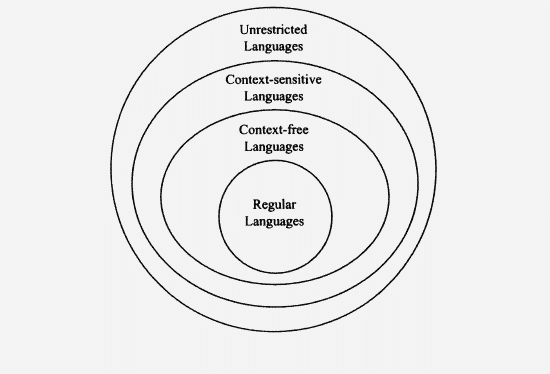 Unrestricted
Languages
Context-sensitive
Languages
Context-free
Languages
Regular
Languages